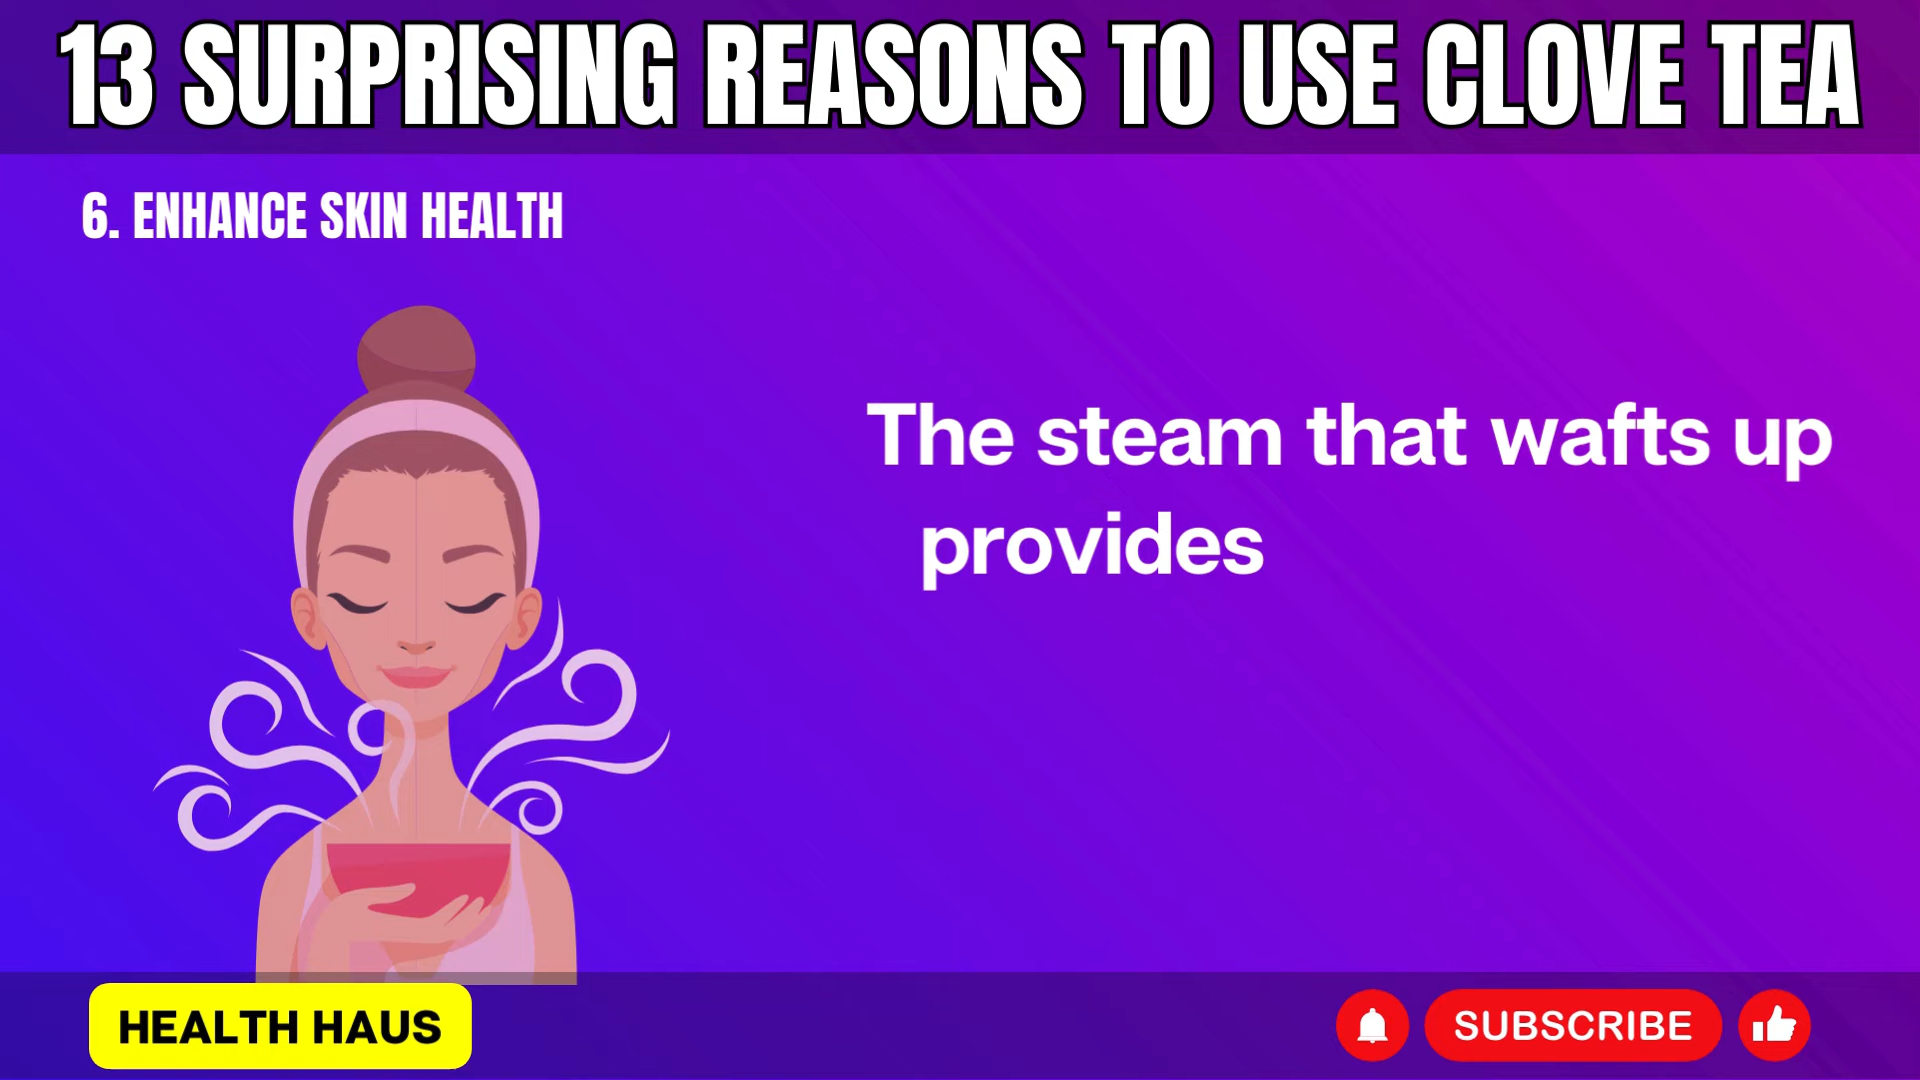 13 SURPRISING REASONS TO USE CLOVE TEA
6. ENHANCE SKIN HEALTH
The steam that wafts up
provides
HEALTH HAUS
SUBSCRIBE